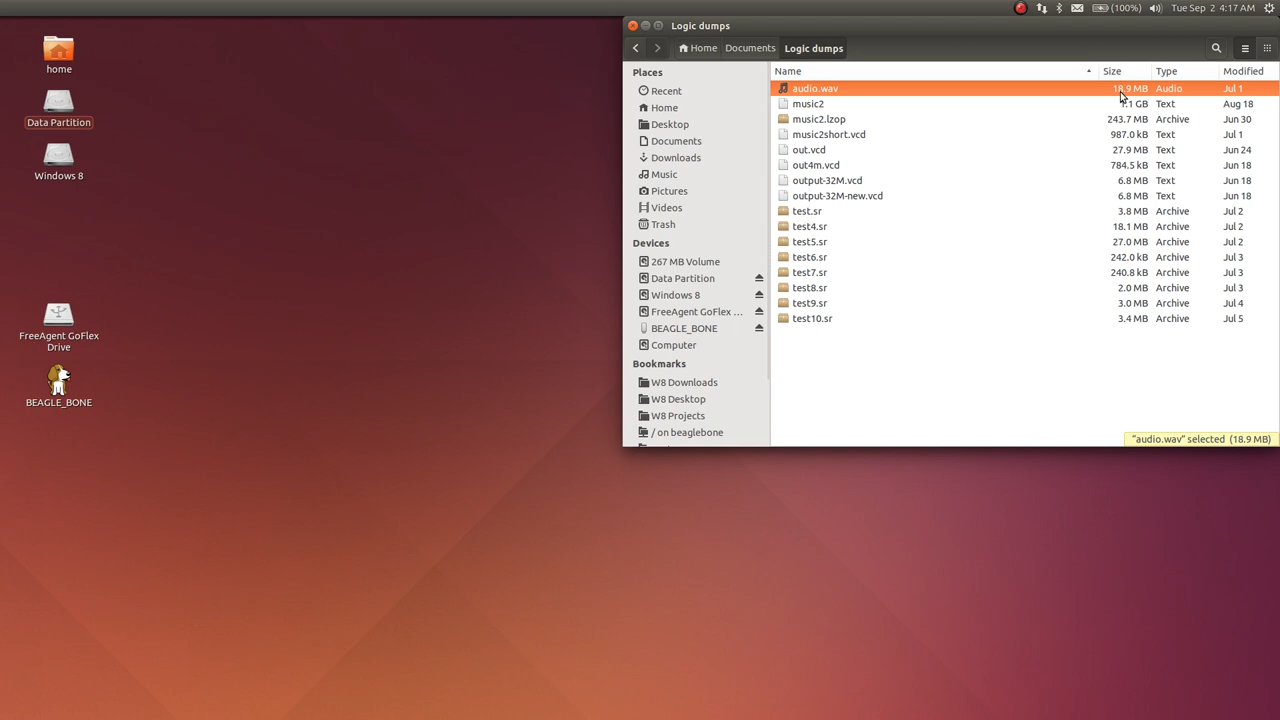 (100%) Tue Sep 2 4:17 AM
home
Data Partition
Windows 8
FreeAgent GoFlex
Drive
BEAGLE_BONE
Logic dumps
Home Documents Logic dumps
Places
Recent
Home
Desktop
Documents
Downloads
Music
Pictures
Videos
Trash
Devices
267 MB Volume
Data Partition
Windows 8
FreeAgent GoFlex ...
BEAGLE_BONE
Computer
Bookmarks
W8 Downloads
W8 Desktop
W8 Projects
/ on beaglebone
Name Size Type Modified
audio.wav 18.9 MB Audio Jul 1
music2 1.1 GB Text Aug 18
music2.lzop 243.7 MB Archive Jun 30
music2short.vcd 987.0 kB Text Jul 1
out.vcd 27.9 MB Text Jun 24
out4m.vcd 784.5 kB Text Jun 18
output-32M.vcd 6.8 MB Text Jun 18
output-32M-new.vcd 6.8 MB Text Jun 18
test.sr 3.8 MB Archive Jul 2
test4.sr 18.1 MB Archive Jul 2
test5.sr 27.0 MB Archive Jul 2
test6.sr 242.0 kB Archive Jul 3
test7.sr 240.8 kB Archive Jul 3
test8.sr 2.0 MB Archive Jul 3
test9.sr 3.0 MB Archive Jul 4
test10.sr 3.4 MB Archive Jul 5
"audio.wav" selected (18.9 MB)